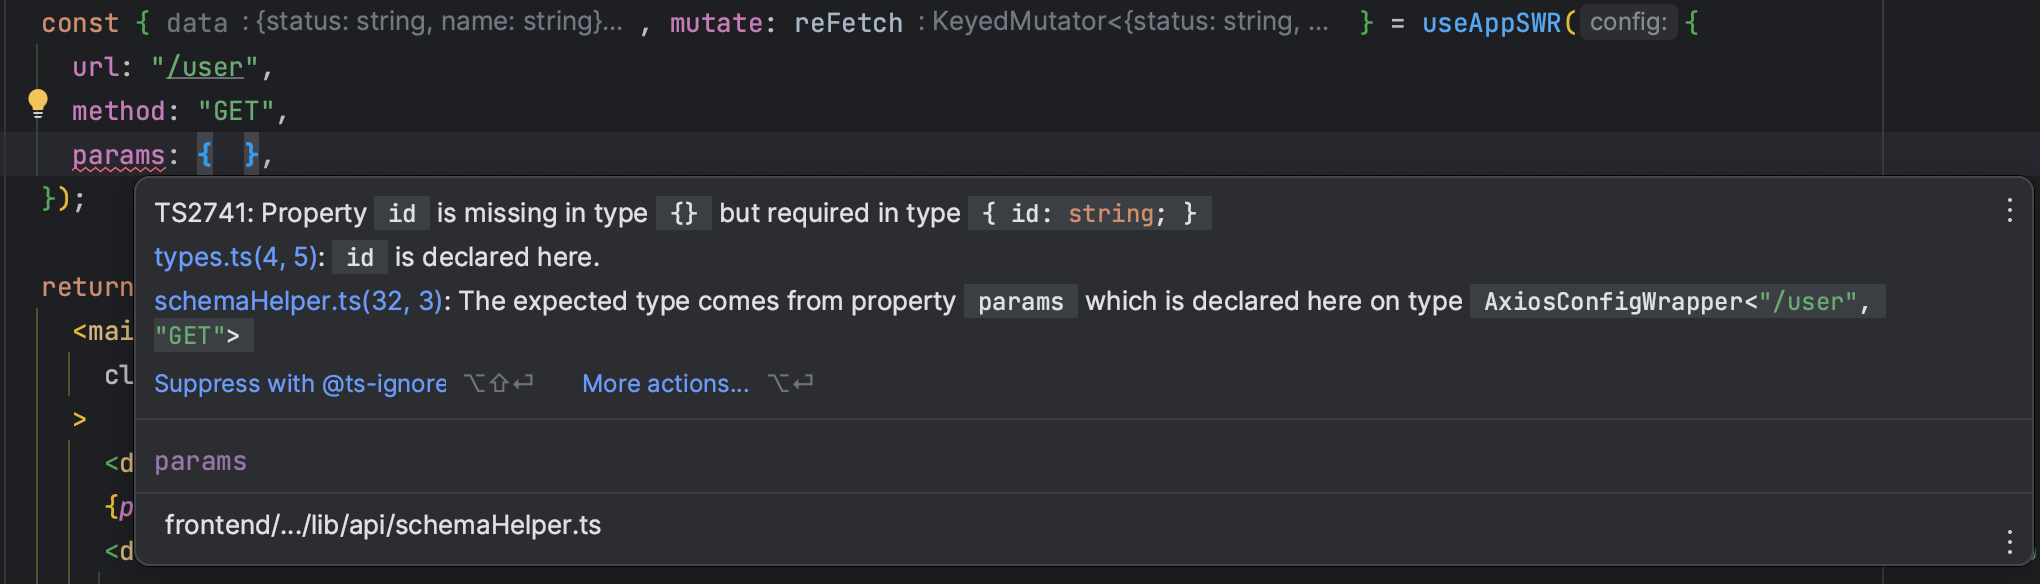 const { data : {status: string, name: string}... , mutate: reFetch : KeyedMutator<{status: string, ... } = useAppSWR( config: {
url: "/user",
method: "GET",
params: { },
});
TS2741: Property id is missing in type {} but required in type { id: string; }
types.ts(4, 5): id is declared here.
return
schemaHelper.ts(32, 3): The expected type comes from property params which is declared here on type AxiosConfigWrapper<"/user",
<mai
"GET">
cl
Suppress with @ts-ignore ⌥⇧⏎ More actions... ⌥⏎
>
<d
params
{p
frontend/.../lib/api/schemaHelper.ts
<d